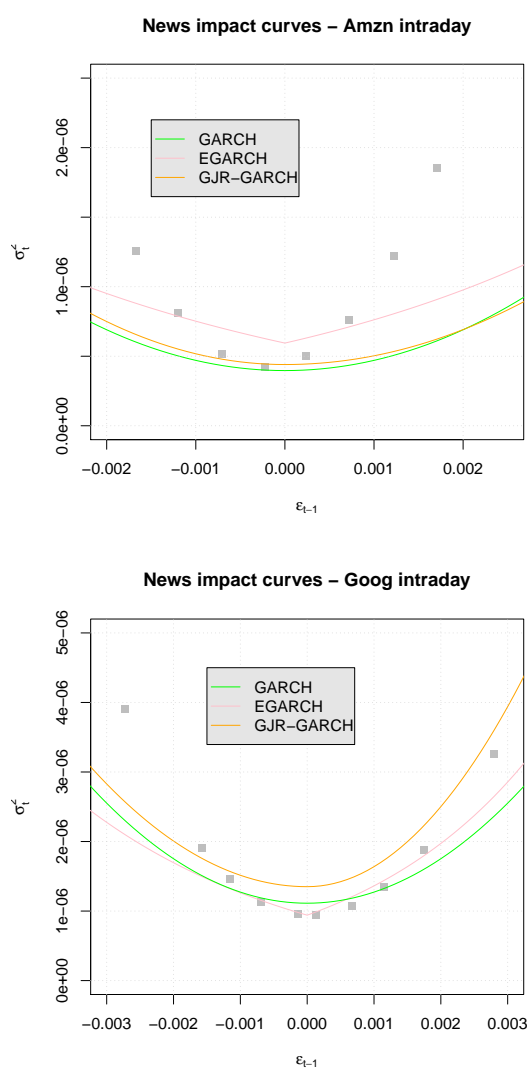 News impact curves − Amzn intraday
σ²ₜ
0.0e+00 1.0e−06 2.0e−06
GARCH
EGARCH
GJR−GARCH
−0.002 −0.001 0.000 0.001 0.002
εₜ₋₁
News impact curves − Goog intraday
σ²ₜ
0e+00 1e−06 2e−06 3e−06 4e−06 5e−06
GARCH
EGARCH
GJR−GARCH
−0.003 −0.002 −0.001 0.000 0.001 0.002 0.003
εₜ₋₁